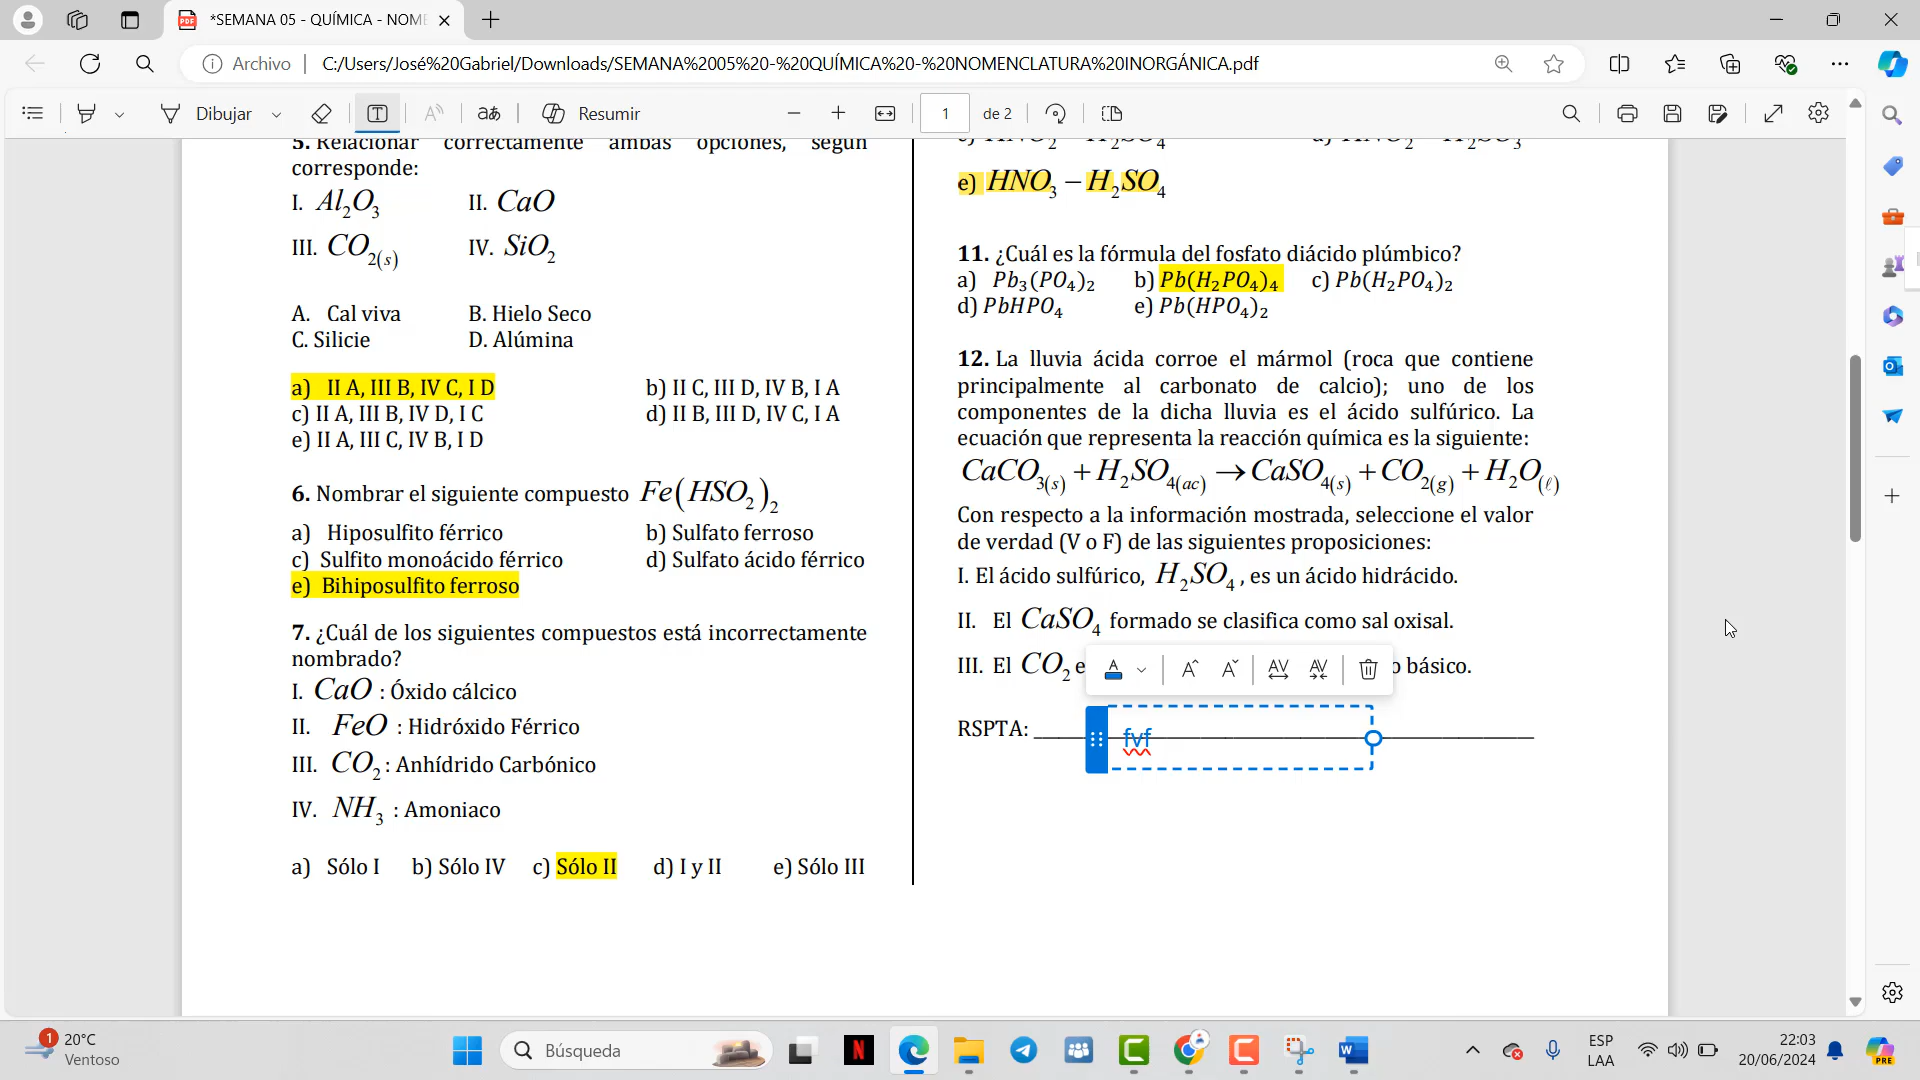 *SEMANA 05 - QUÍMICA - NOM
Archivo
C:/Users/José%20Gabriel/Downloads/SEMANA%2005%20-%20QUÍMICA%20-%20NOMENCLATURA%20INORGÁNICA.pdf
Dibujar
aあ
Resumir
1
de 2
5. Relacionar correctamente ambas opciones, según
corresponde:
I. Al₂O₃ II. CaO
III. CO₂(s) IV. SiO₂
A. Cal viva B. Hielo Seco
C. Silicie D. Alúmina
a) II A, III B, IV C, I D b) II C, III D, IV B, I A
c) II A, III B, IV D, I C d) II B, III D, IV C, I A
e) II A, III C, IV B, I D
6. Nombrar el siguiente compuesto Fe(HSO₂)₂
a) Hiposulfito férrico b) Sulfato ferroso
c) Sulfito monoácido férrico d) Sulfato ácido férrico
e) Bihiposulfito ferroso
7. ¿Cuál de los siguientes compuestos está incorrectamente
nombrado?
I. CaO : Óxido cálcico
II. FeO : Hidróxido Férrico
III. CO₂ : Anhídrido Carbónico
IV. NH₃ : Amoniaco
a) Sólo I b) Sólo IV c) Sólo II d) I y II e) Sólo III
c) HNO₂ – H₂SO₄ d) HNO₂ – H₂SO₃
e) HNO₃ – H₂SO₄
11. ¿Cuál es la fórmula del fosfato diácido plúmbico?
a) Pb₃(PO₄)₂ b) Pb(H₂PO₄)₄ c) Pb(H₂PO₄)₂
d) PbHPO₄ e) Pb(HPO₄)₂
12. La lluvia ácida corroe el mármol (roca que contiene
principalmente al carbonato de calcio); uno de los
componentes de la dicha lluvia es el ácido sulfúrico. La
ecuación que representa la reacción química es la siguiente:
CaCO₃(s) + H₂SO₄(ac) → CaSO₄(s) + CO₂(g) + H₂O(ℓ)
Con respecto a la información mostrada, seleccione el valor
de verdad (V o F) de las siguientes proposiciones:
I. El ácido sulfúrico, H₂SO₄, es un ácido hidrácido.
II. El CaSO₄ formado se clasifica como sal oxisal.
III. El CO₂ e o básico.
RSPTA: fvf
1
20°C
Ventoso
Búsqueda
ESP
LAA
22:03
20/06/2024
PRE